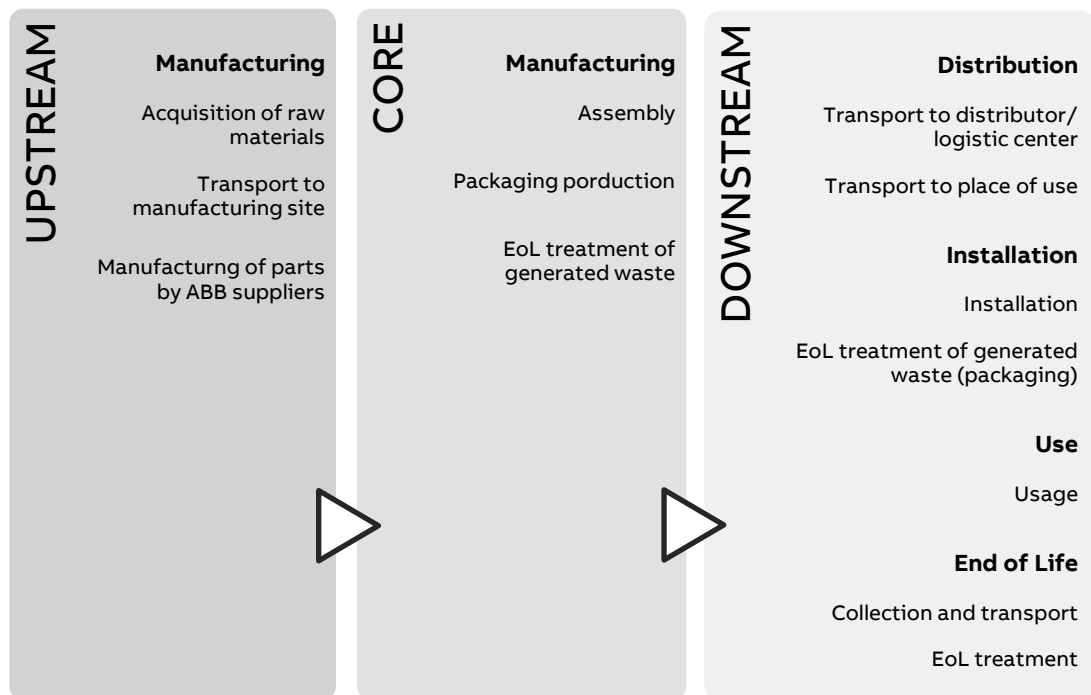 UPSTREAM
Manufacturing
Acquisition of raw
materials
Transport to
manufacturing site
Manufacturng of parts
by ABB suppliers
CORE
Manufacturing
Assembly
Packaging porduction
EoL treatment of
generated waste
DOWNSTREAM
Distribution
Transport to distributor/
logistic center
Transport to place of use
Installation
Installation
EoL treatment of generated
waste (packaging)
Use
Usage
End of Life
Collection and transport
EoL treatment